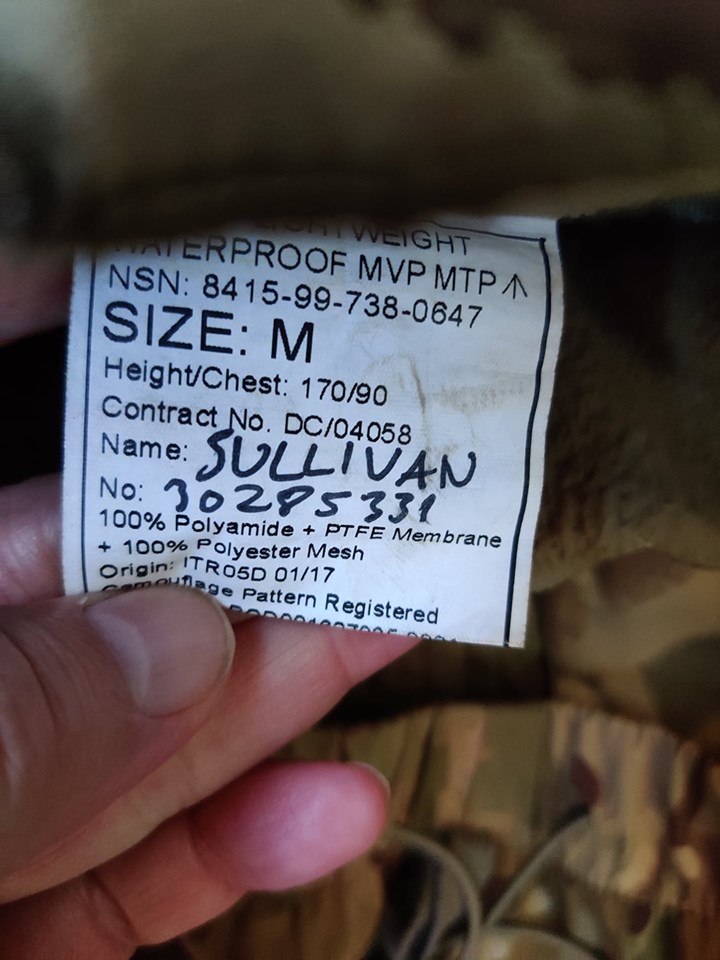 LIGHTWEIGHT
WATERPROOF MVP MTP
NSN: 8415-99-738-0647
SIZE: M
Height/Chest: 170/90
Contract No. DC/04058
Name: SULLIVAN
No: 30285331
100% Polyamide + PTFE Membrane
+ 100% Polyester Mesh
Origin: ITR05D 01/17
Camouflage Pattern Registered